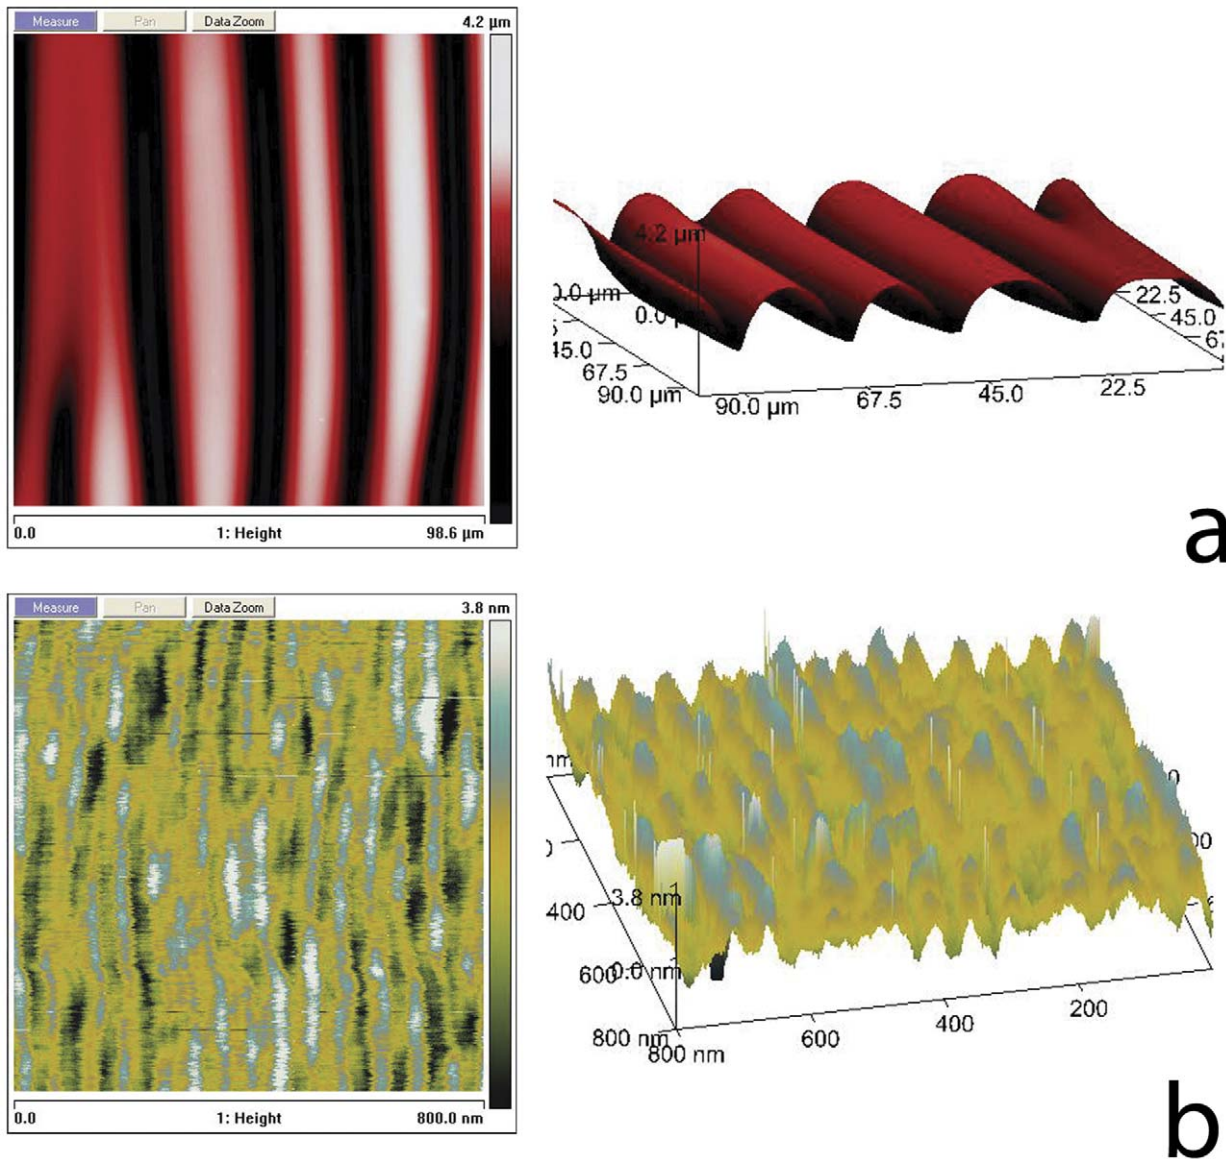 Measure Pan Data Zoom 4.2 µm
0.0 1: Height 98.6 µm
4.2 µm
0.0 µm
45.0
67.5
90.0 µm
90.0 µm 67.5 45.0 22.5
22.5
45.0
a
Measure Pan Data Zoom 3.8 nm
0.0 1: Height 800.0 nm
3.8 nm
400
600
0.0 nm
800 nm
800 nm 600 400 200
b